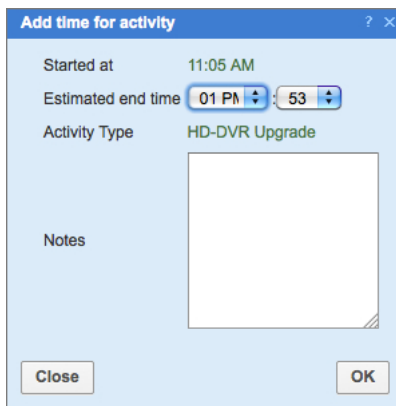 Add time for activity ? ×
Started at 11:05 AM
Estimated end time 01 PM : 53
Activity Type HD-DVR Upgrade
Notes
Close OK